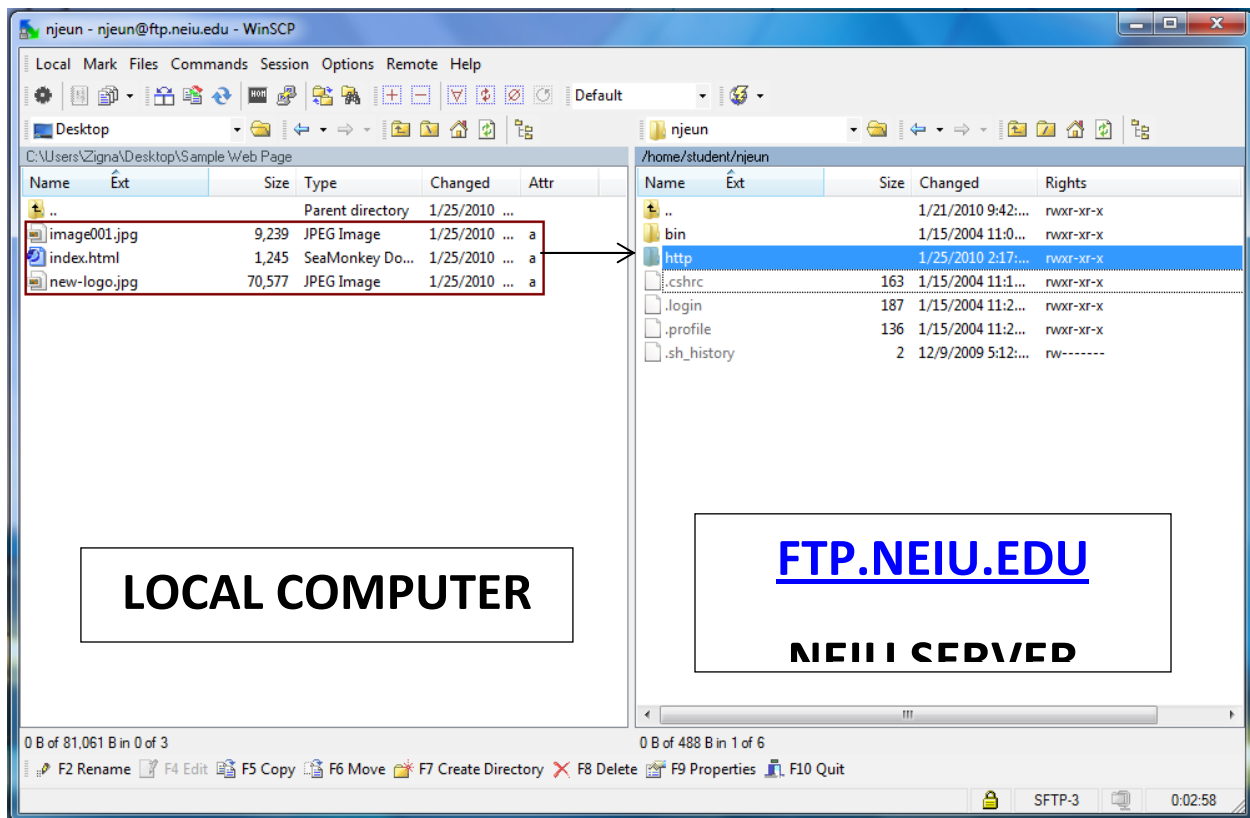 njeun - njeun@ftp.neiu.edu - WinSCP
Local Mark Files Commands Session Options Remote Help
Default
Desktop
njeun
C:\Users\Zigna\Desktop\Sample Web Page
/home/student/njeun
Name Ext Size Type Changed Attr
Name Ext Size Changed Rights
.. Parent directory 1/25/2010 ...
.. 1/21/2010 9:42:... rwxr-xr-x
image001.jpg 9,239 JPEG Image 1/25/2010 ... a
bin 1/15/2004 11:0... rwxr-xr-x
index.html 1,245 SeaMonkey Do... 1/25/2010 ... a
http 1/25/2010 2:17:... rwxr-xr-x
new-logo.jpg 70,577 JPEG Image 1/25/2010 ... a
.cshrc 163 1/15/2004 11:1... rwxr-xr-x
.login 187 1/15/2004 11:2... rwxr-xr-x
.profile 136 1/15/2004 11:2... rwxr-xr-x
.sh_history 2 12/9/2009 5:12:... rw-------
LOCAL COMPUTER
FTP.NEIU.EDU
NEIU SERVER
0 B of 81,061 B in 0 of 3
0 B of 488 B in 1 of 6
F2 Rename F4 Edit F5 Copy F6 Move F7 Create Directory F8 Delete F9 Properties F10 Quit
SFTP-3 0:02:58